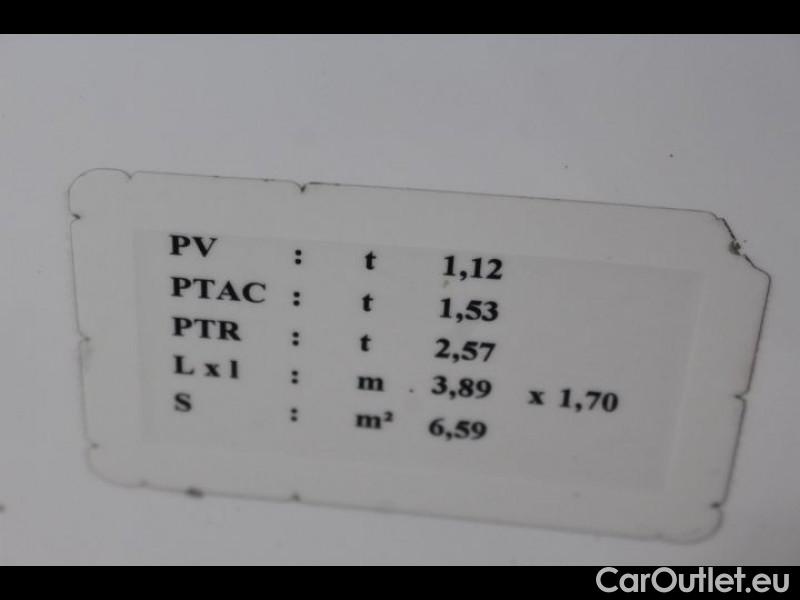 PV : t 1,12
PTAC : t 1,53
PTR : t 2,57
L x l : m 3,89 x 1,70
S : m² 6,59
CarOutlet.eu